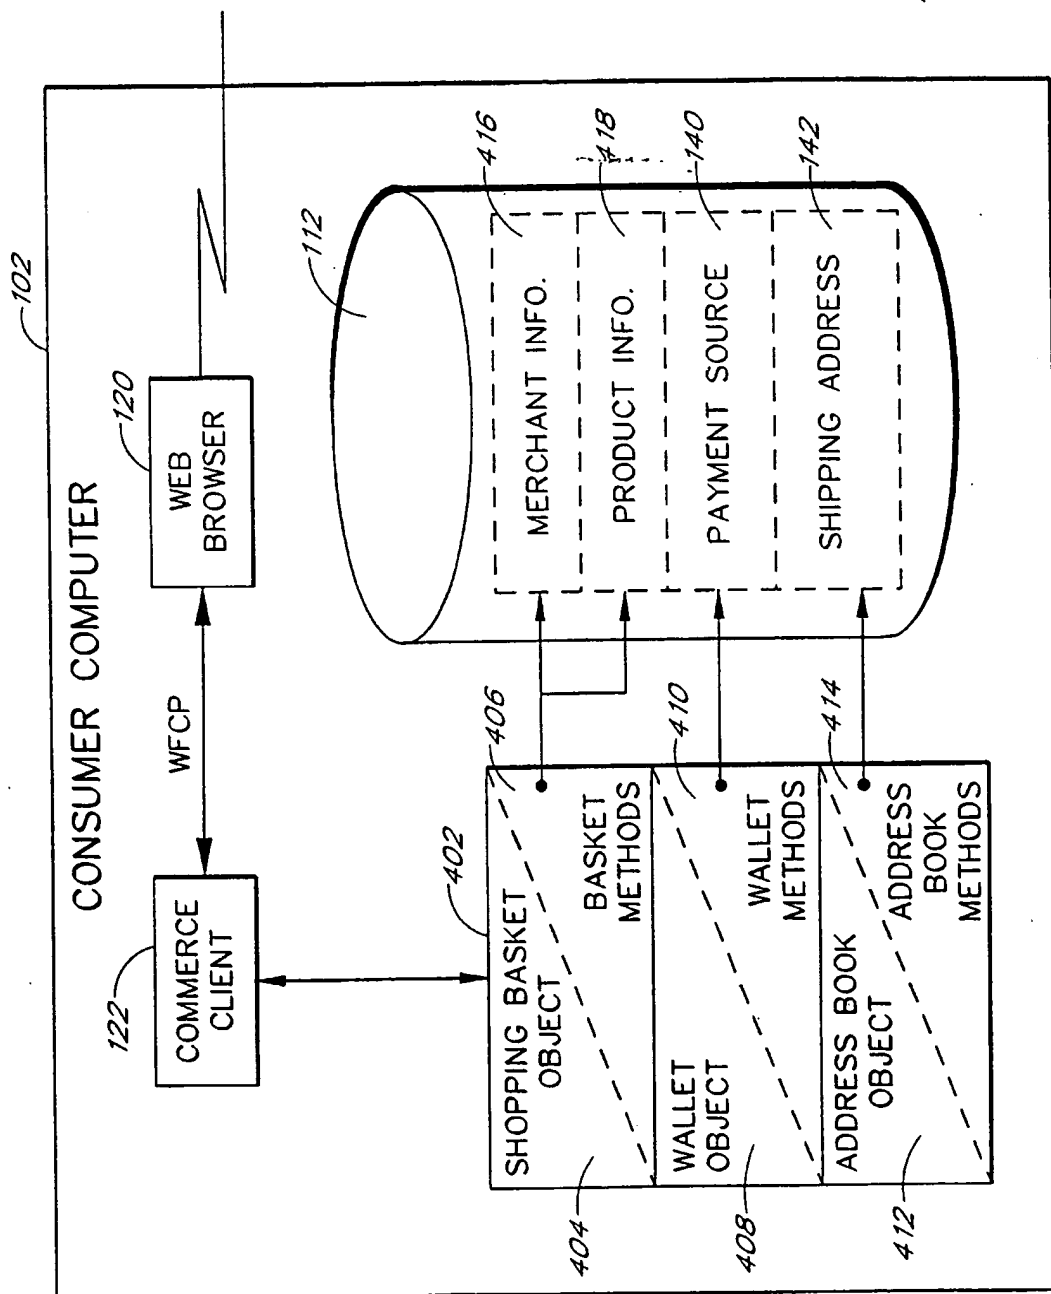 102
CONSUMER COMPUTER
122
COMMERCE
CLIENT
WFCP
120
WEB
BROWSER
112
402
SHOPPING BASKET
OBJECT
404
406
BASKET
METHODS
WALLET
OBJECT
408
410
WALLET
METHODS
ADDRESS BOOK
OBJECT
412
414
ADDRESS
BOOK
METHODS
MERCHANT INFO.
416
PRODUCT INFO.
418
PAYMENT SOURCE
140
SHIPPING ADDRESS
142